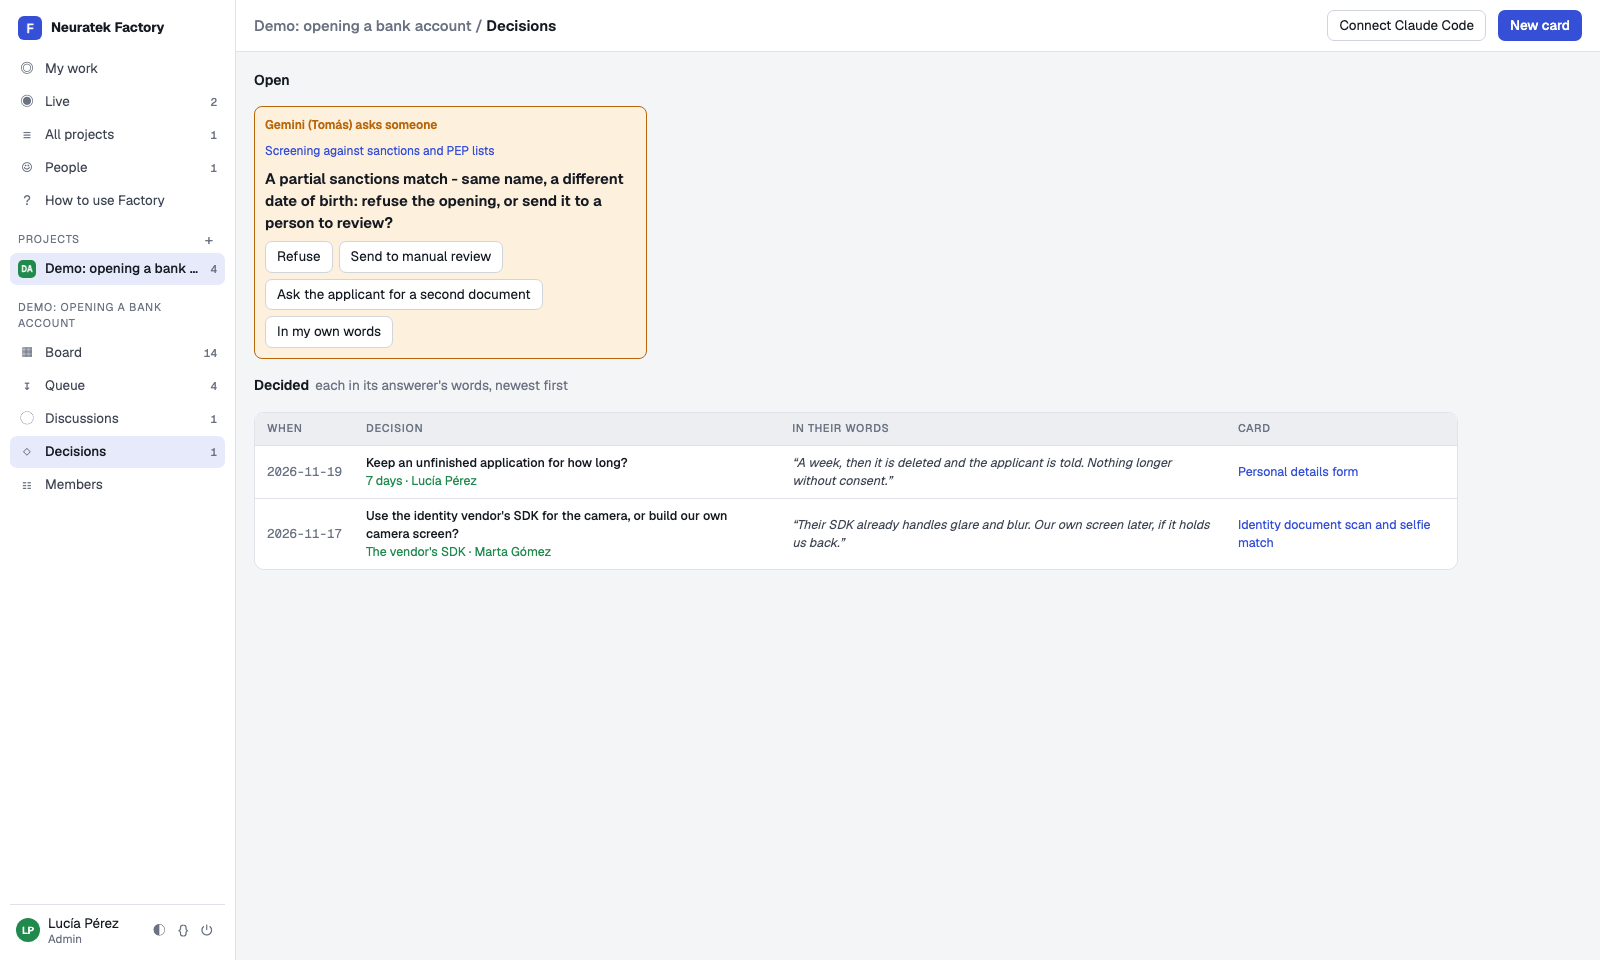 F Neuratek Factory
My work
Live 2
All projects 1
People 1
? How to use Factory
PROJECTS +
DA Demo: opening a bank ... 4
DEMO: OPENING A BANK
ACCOUNT
Board 14
Queue 4
Discussions 1
Decisions 1
Members
LP Lucía Pérez
Admin
{}
Demo: opening a bank account / Decisions
Connect Claude Code
New card
Open
Gemini (Tomás) asks someone
Screening against sanctions and PEP lists
A partial sanctions match - same name, a different
date of birth: refuse the opening, or send it to a
person to review?
Refuse
Send to manual review
Ask the applicant for a second document
In my own words
Decided each in its answerer's words, newest first
WHEN DECISION IN THEIR WORDS CARD
2026-11-19
Keep an unfinished application for how long?
7 days · Lucía Pérez
“A week, then it is deleted and the applicant is told. Nothing longer
without consent.”
Personal details form
2026-11-17
Use the identity vendor's SDK for the camera, or build our own
camera screen?
The vendor's SDK · Marta Gómez
“Their SDK already handles glare and blur. Our own screen later, if it holds
us back.”
Identity document scan and selfie
match